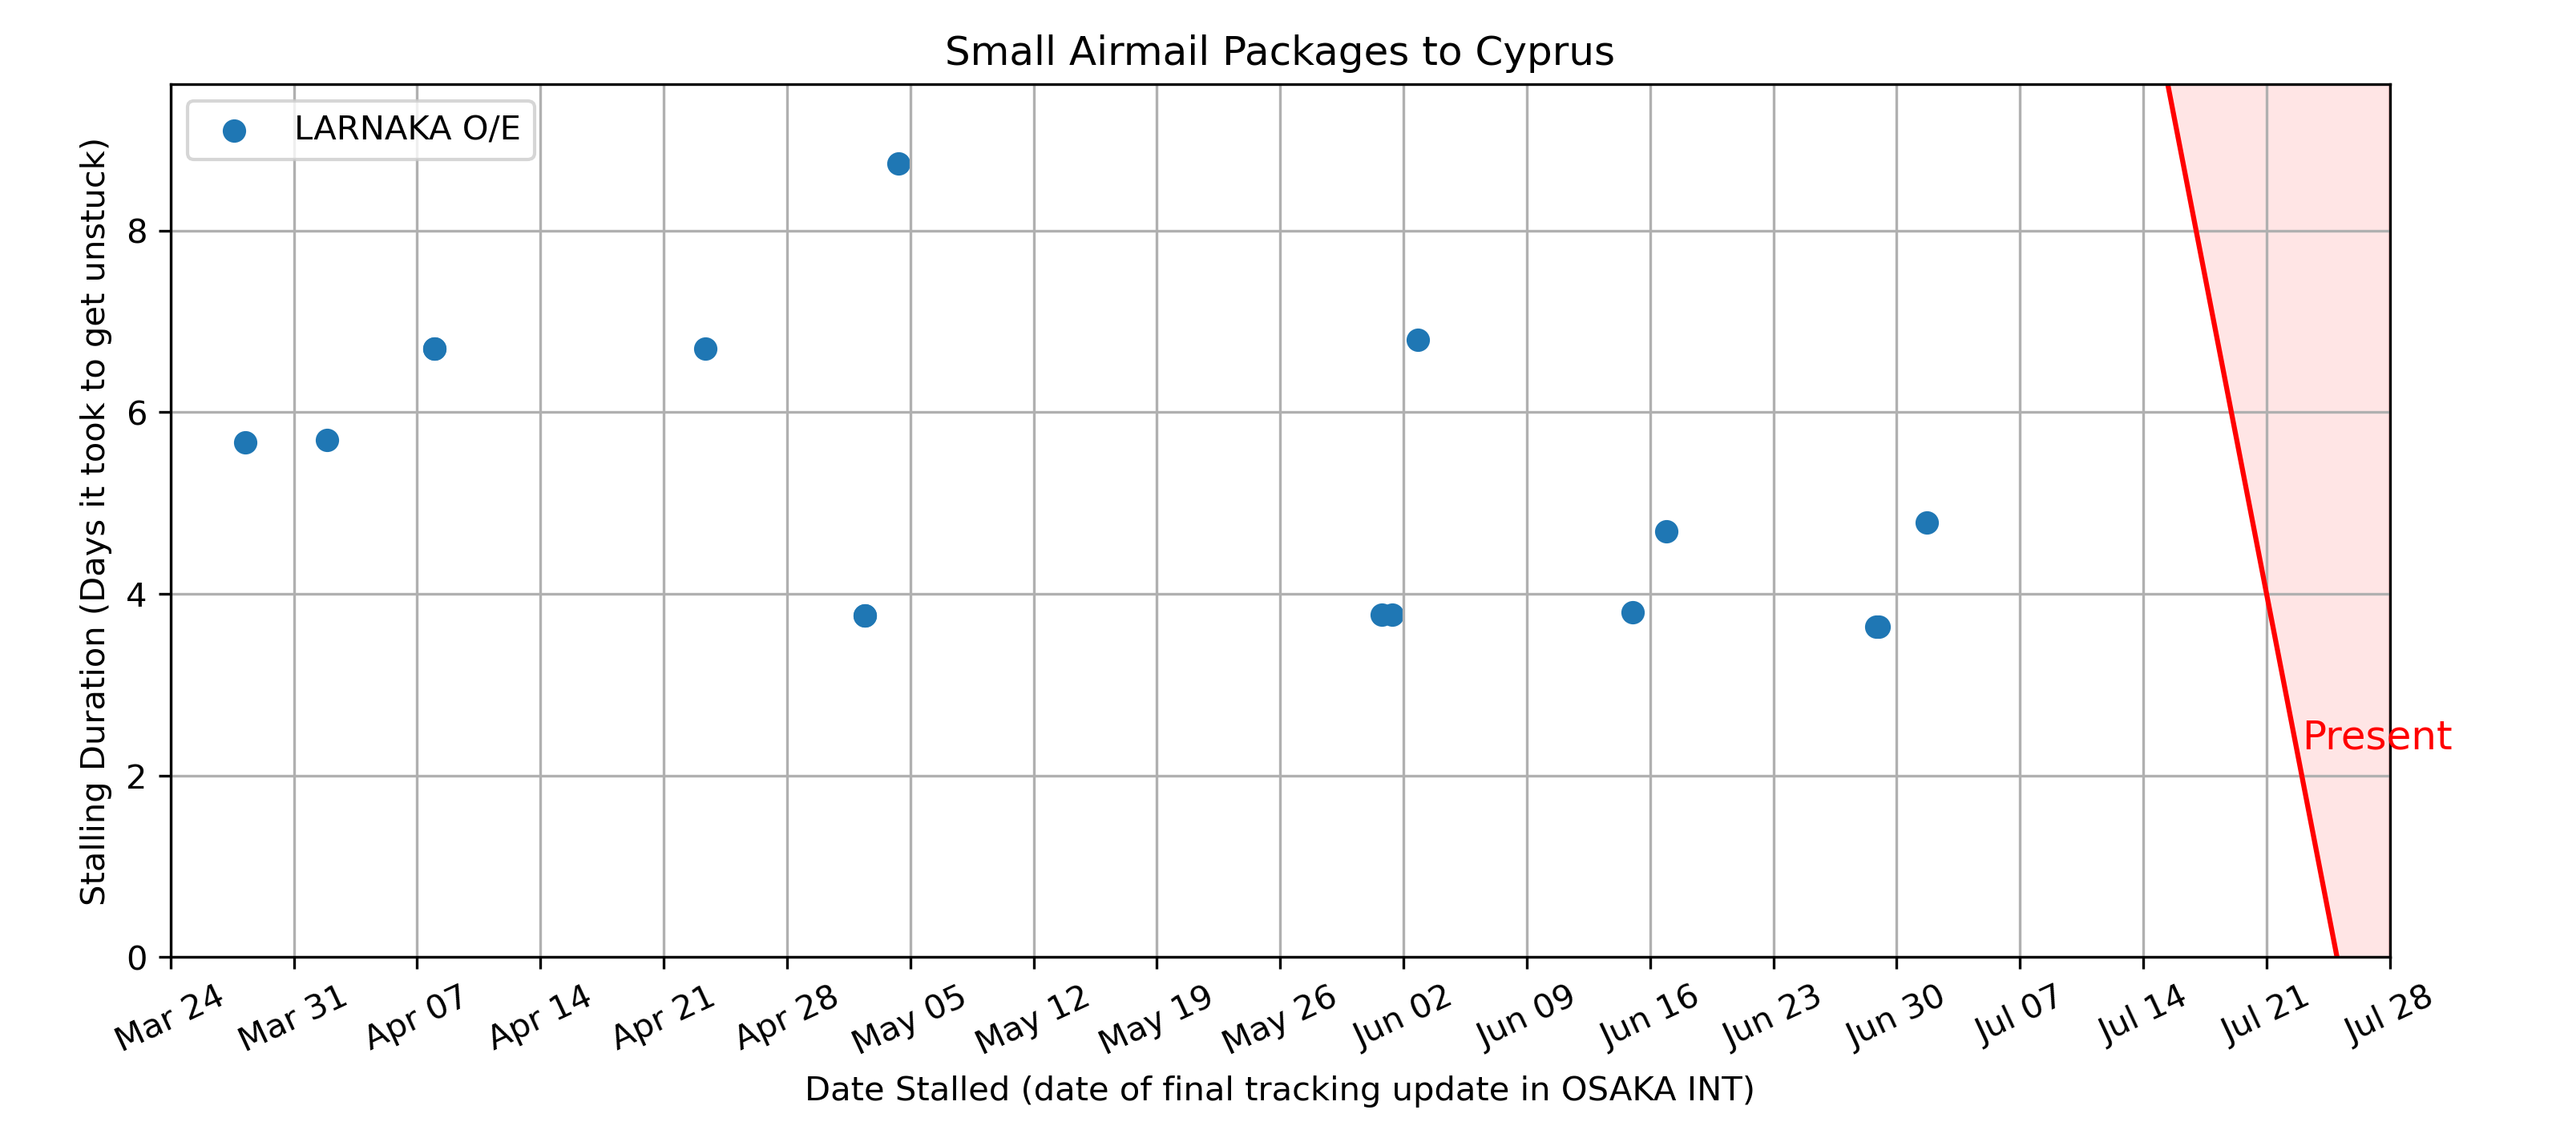 Small Airmail Packages to Cyprus
LARNAKA O/E
Stalling Duration (Days it took to get unstuck)
8
6
4
2
0
Present
Mar 24
Mar 31
Apr 07
Apr 14
Apr 21
Apr 28
May 05
May 12
May 19
May 26
Jun 02
Jun 09
Jun 16
Jun 23
Jun 30
Jul 07
Jul 14
Jul 21
Jul 28
Date Stalled (date of final tracking update in OSAKA INT)